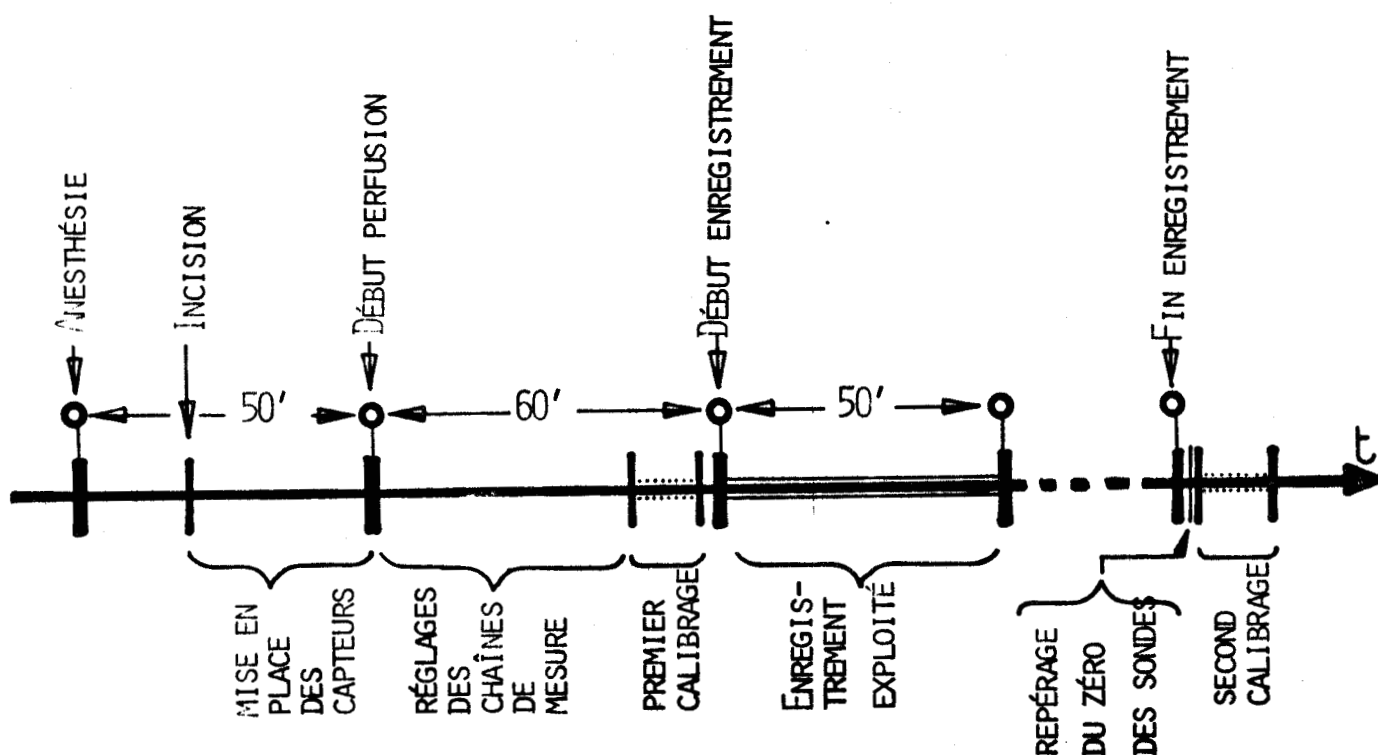 ANESTHÉSIE
INCISION
DÉBUT PERFUSION
DÉBUT ENREGISTREMENT
FIN ENREGISTREMENT
50'
60'
50'
τ
MISE EN
PLACE
DES
CAPTEURS
RÉGLAGES
DES
CHAÎNES
DE
MESURE
PREMIER
CALIBRAGE
ENREGIS-
TREMENT
EXPLOITÉ
REPÉRAGE
DU ZÉRO
DES SONDES
SECOND
CALIBRAGE